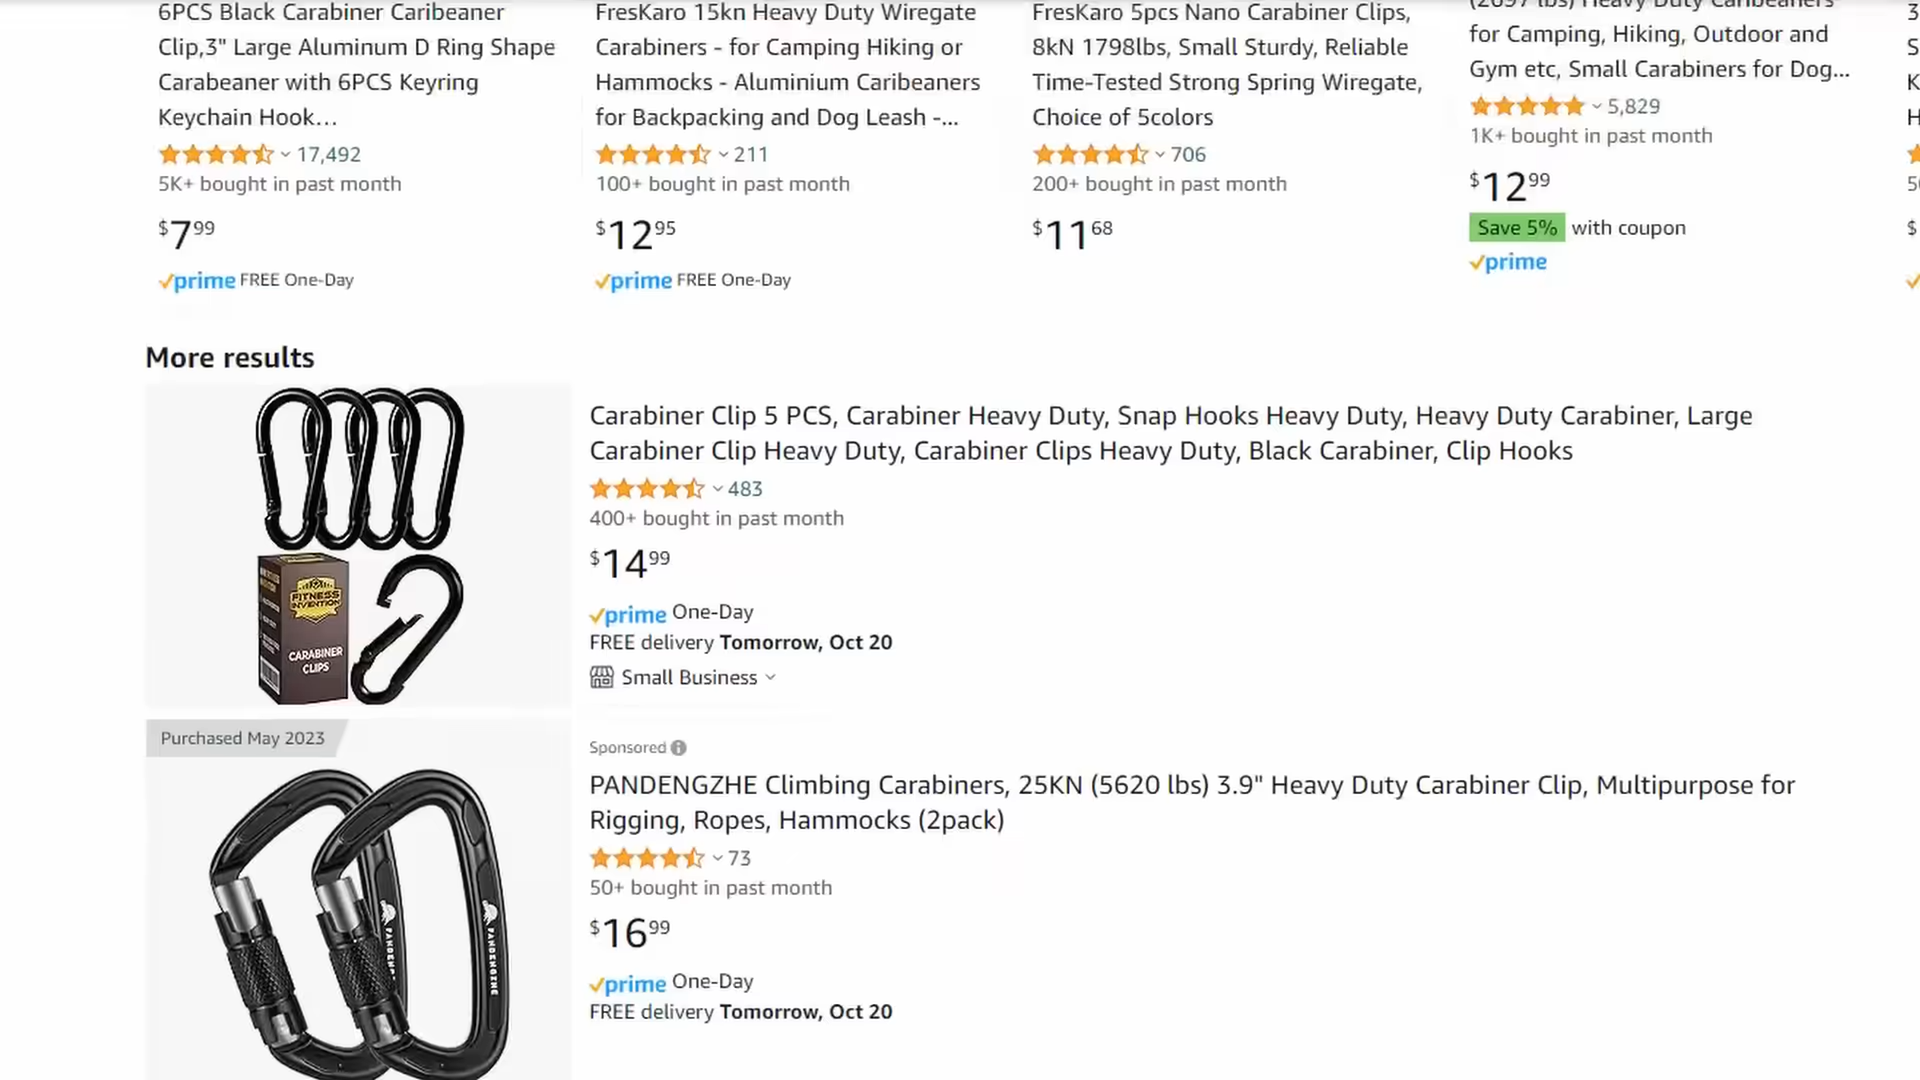 6PCS Black Carabiner Caribeaner
Clip,3" Large Aluminum D Ring Shape
Carabeaner with 6PCS Keyring
Keychain Hook...
17,492
5K+ bought in past month
$7 99
prime FREE One-Day
FresKaro 15kn Heavy Duty Wiregate
Carabiners - for Camping Hiking or
Hammocks - Aluminium Caribeaners
for Backpacking and Dog Leash -...
211
100+ bought in past month
$12 95
prime FREE One-Day
FresKaro 5pcs Nano Carabiner Clips,
8kN 1798lbs, Small Sturdy, Reliable
Time-Tested Strong Spring Wiregate,
Choice of 5colors
706
200+ bought in past month
$11 68
(2697 lbs) Heavy Duty Caribeaners
for Camping, Hiking, Outdoor and
Gym etc, Small Carabiners for Dog...
5,829
1K+ bought in past month
$12 99
Save 5% with coupon
prime
More results
FITNESS
INVENTION
CARABINER
CLIPS
Carabiner Clip 5 PCS, Carabiner Heavy Duty, Snap Hooks Heavy Duty, Heavy Duty Carabiner, Large
Carabiner Clip Heavy Duty, Carabiner Clips Heavy Duty, Black Carabiner, Clip Hooks
483
400+ bought in past month
$14 99
prime One-Day
FREE delivery Tomorrow, Oct 20
Small Business
Purchased May 2023
PANDENGZHE
PANDENGZHE
Sponsored
PANDENGZHE Climbing Carabiners, 25KN (5620 lbs) 3.9" Heavy Duty Carabiner Clip, Multipurpose for
Rigging, Ropes, Hammocks (2pack)
73
50+ bought in past month
$16 99
prime One-Day
FREE delivery Tomorrow, Oct 20